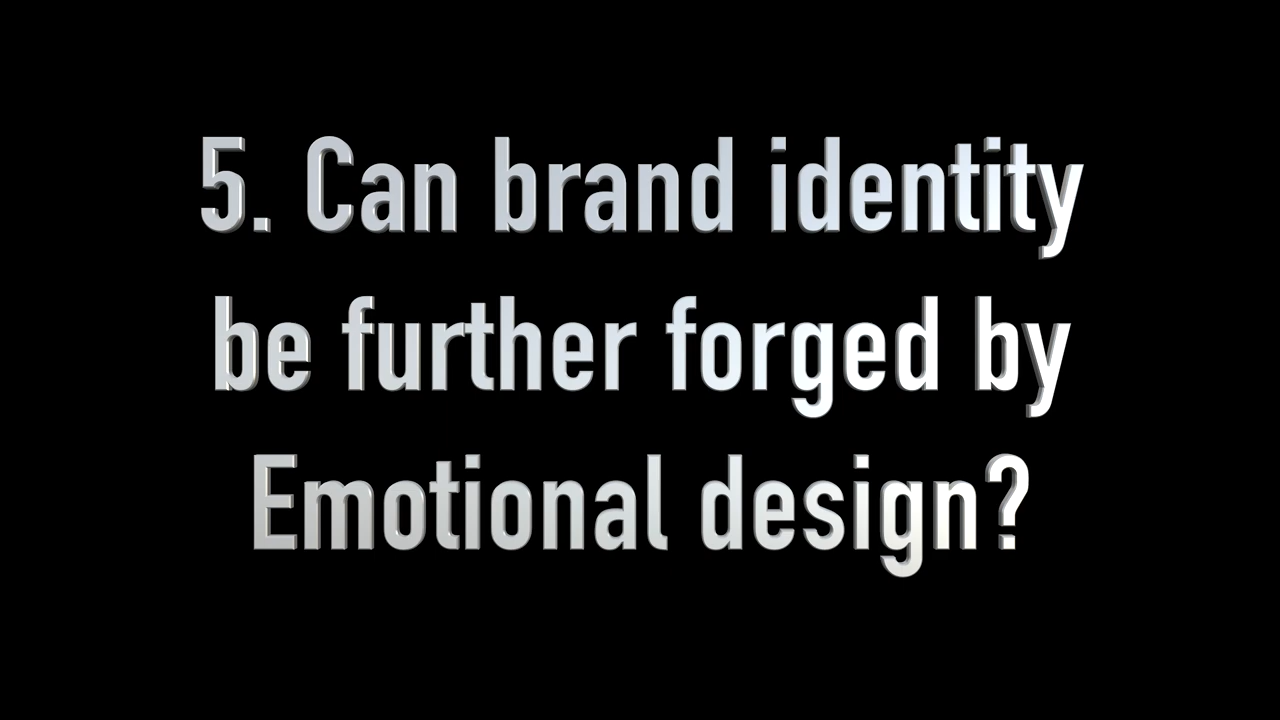 5. Can brand identity
be further forged by
Emotional design?